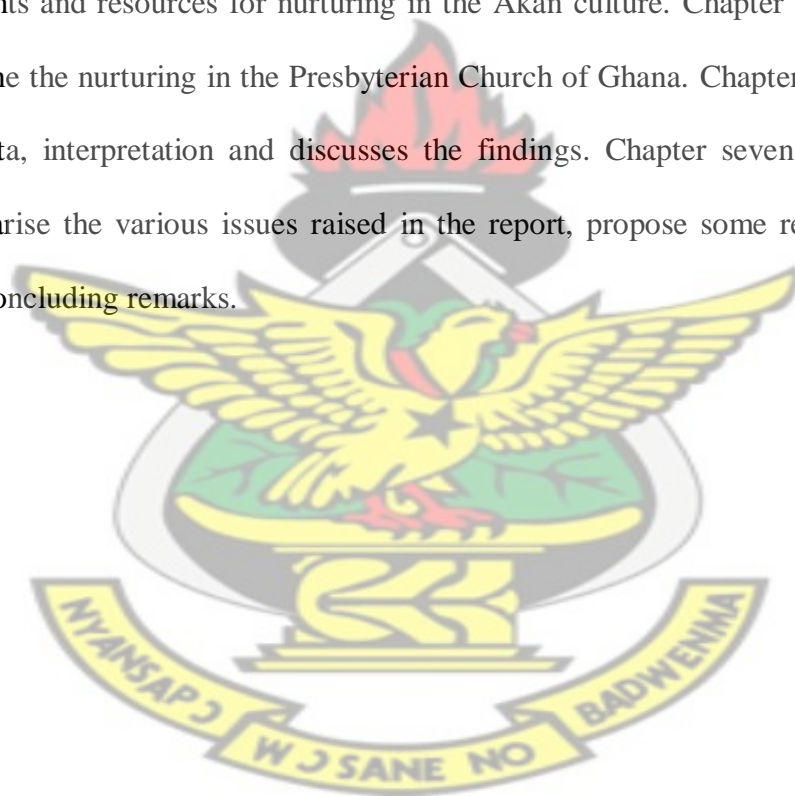 nts and resources for nurturing in the Akan culture. Chapter
ne the nurturing in the Presbyterian Church of Ghana. Chapter
ta, interpretation and discusses the findings. Chapter seven
arise the various issues raised in the report, propose some re
oncluding remarks.
NYANSAPƆ WƆ SANE NO BADWENMA